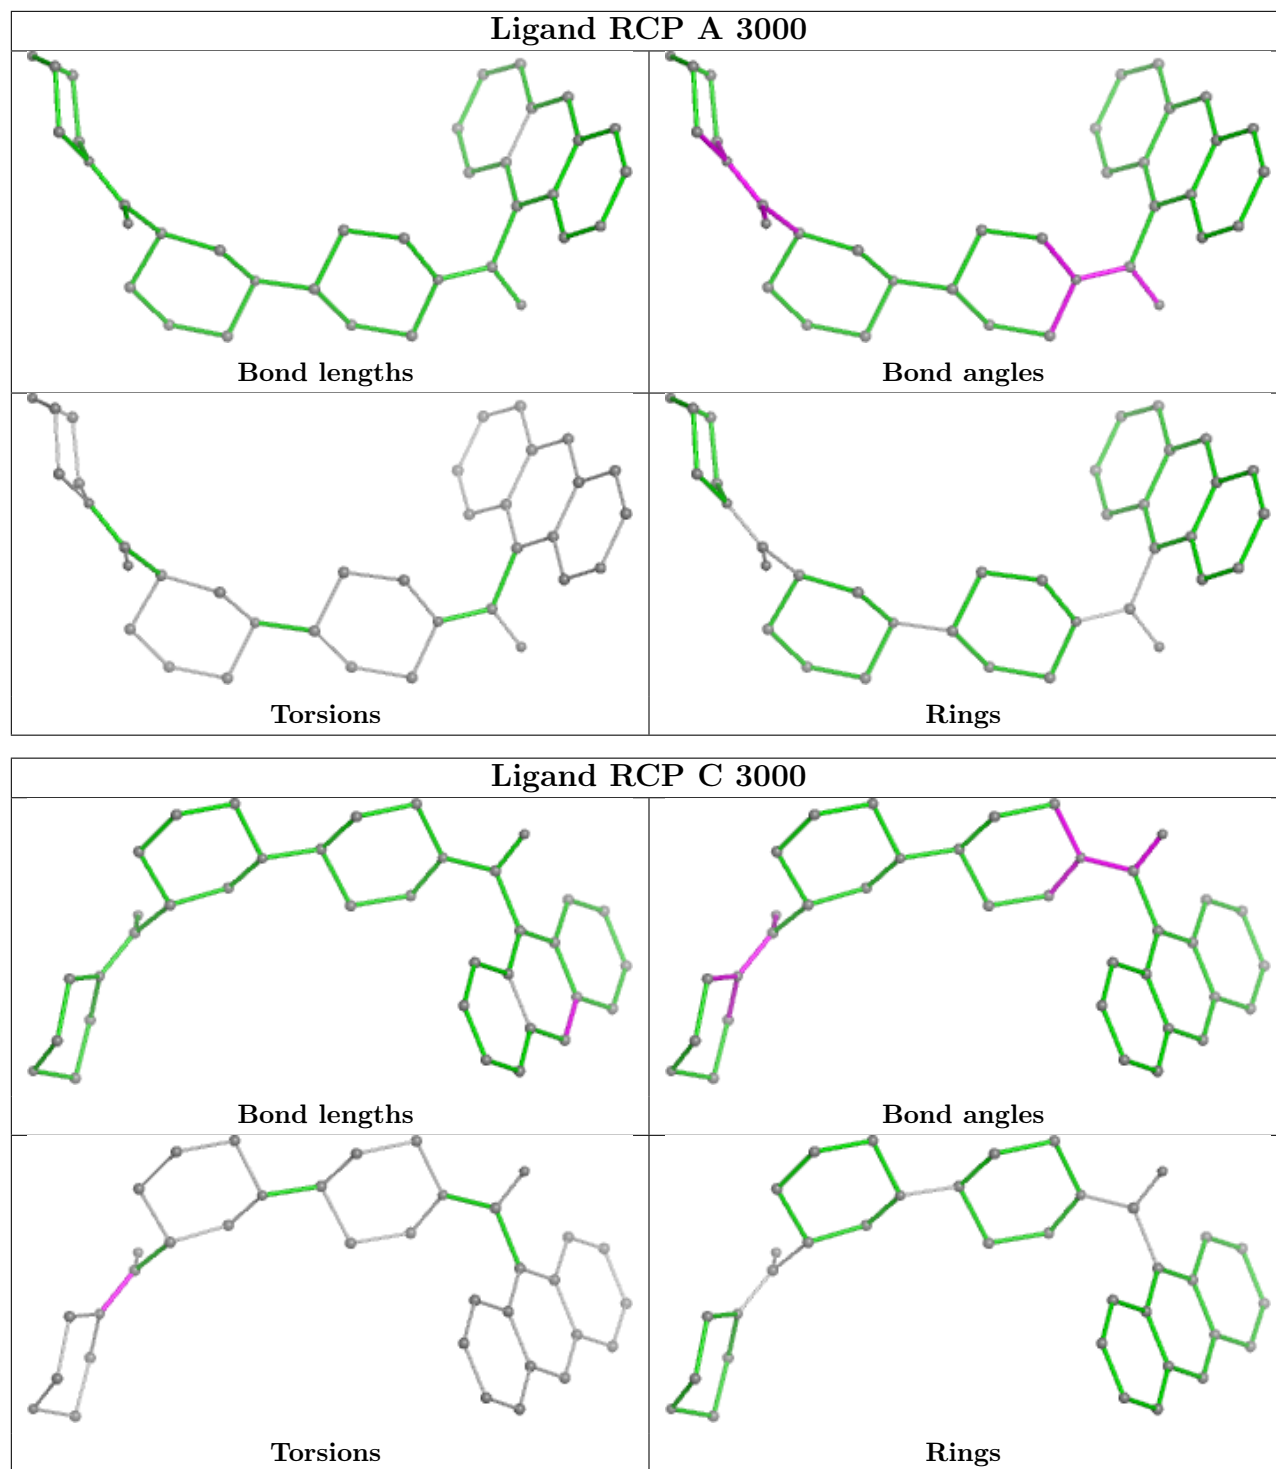 Ligand RCP A 3000
Bond lengths
Bond angles
Torsions
Rings
Ligand RCP C 3000
Bond lengths
Bond angles
Torsions
Rings